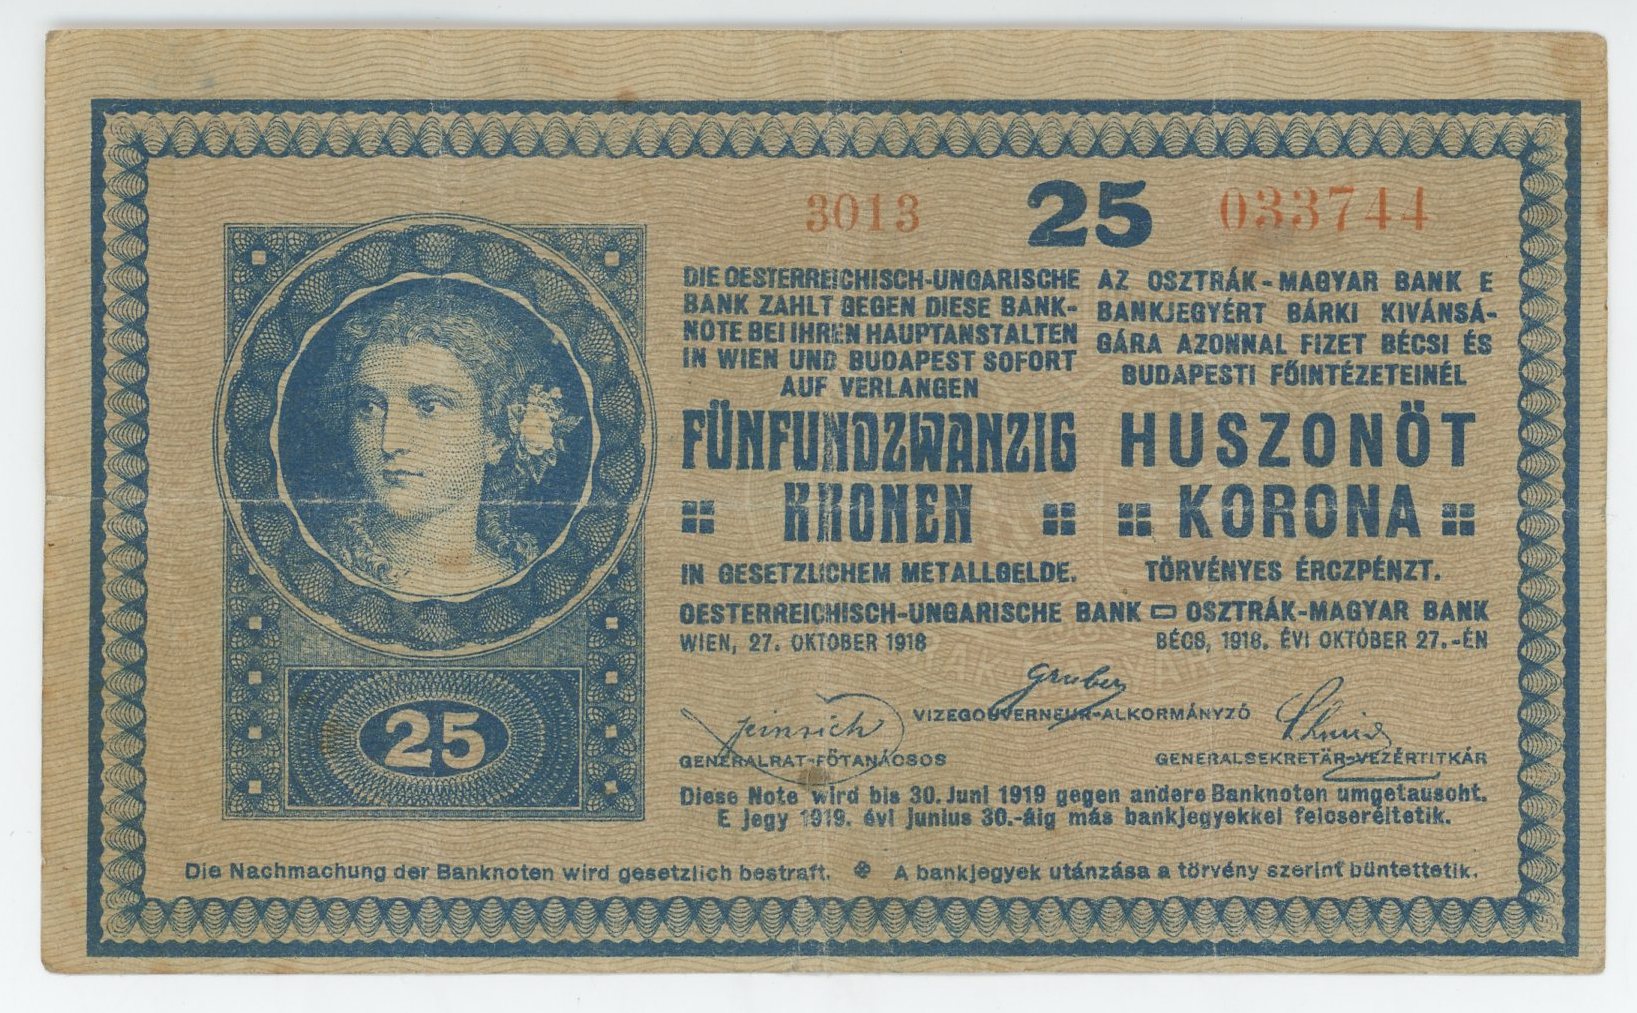 3013 25 033744
DIE OESTERREICHISCH-UNGARISCHE
BANK ZAHLT GEGEN DIESE BANK-
NOTE BEI IHREN HAUPTANSTALTEN
IN WIEN UND BUDAPEST SOFORT
AUF VERLANGEN
FÜNFUNDZWANZIG
KRONEN
IN GESETZLICHEM METALLGELDE.
AZ OSZTRÁK-MAGYAR BANK E
BANKJEGYÉRT BÁRKI KIVÁNSÁ-
GÁRA AZONNAL FIZET BÉCSI ÉS
BUDAPESTI FŐINTÉZETEINÉL
HUSZONÖT
KORONA
TÖRVÉNYES ÉRCZPÉNZT.
OESTERREICHISCH-UNGARISCHE BANK OSZTRÁK-MAGYAR BANK
WIEN, 27. OKTOBER 1918
BÉCS, 1918. ÉVI OKTÓBER 27.-ÉN
Gruber
VIZEGOUVERNEUR-ALKORMÁNYZÓ
GENERALRAT-FŐTANÁCSOS
GENERALSEKRETÄR-VEZÉRTITKÁR
25
Diese Note wird bis 30. Juni 1919 gegen andere Banknoten umgetauscht.
E jegy 1919. évi junius 30.-áig más bankjegyekkel felcseréltetik.
Die Nachmachung der Banknoten wird gesetzlich bestraft.
A bankjegyek utánzása a törvény szerint büntettetik.